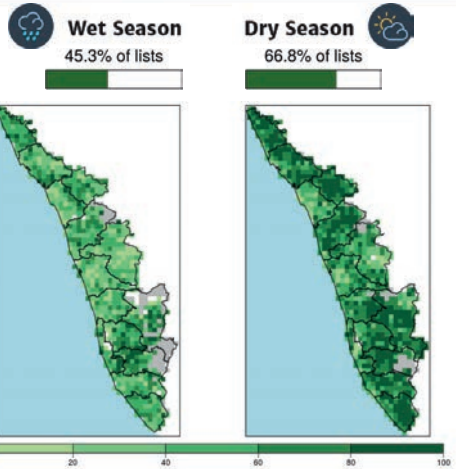 Wet Season
45.3% of lists
Dry Season
66.8% of lists
20 40 60 80 100